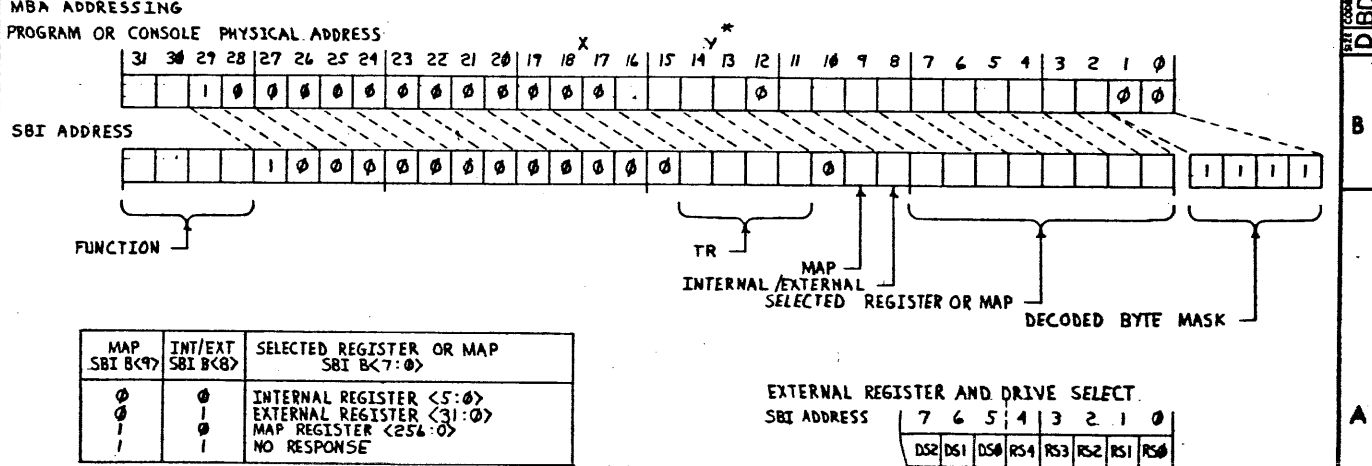 MBA ADDRESSING
PROGRAM OR CONSOLE PHYSICAL ADDRESS
X Y*
31 30 29 28 27 26 25 24 23 22 21 20 19 18 17 16 15 14 13 12 11 10 9 8 7 6 5 4 3 2 1 0
1 0 0 0 0 0 0 0 0 0 0 0 0 0 0 0
SBI ADDRESS
1 0 0 0 0 0 0 0 0 0 0 0 0 1 1 1 1
FUNCTION
TR
MAP
INTERNAL/EXTERNAL
SELECTED REGISTER OR MAP
DECODED BYTE MASK
MAP SBI B<9> INT/EXT SBI B<8> SELECTED REGISTER OR MAP SBI B<7:0>
0 0 INTERNAL REGISTER <5:0>
0 1 EXTERNAL REGISTER <31:0>
1 0 MAP REGISTER <256:0>
1 1 NO RESPONSE
EXTERNAL REGISTER AND DRIVE SELECT
SBI ADDRESS 7 6 5 4 3 2 1 0
DS2 DS1 DS0 RS4 RS3 RS2 RS1 RS0
SIZE
D
B
A